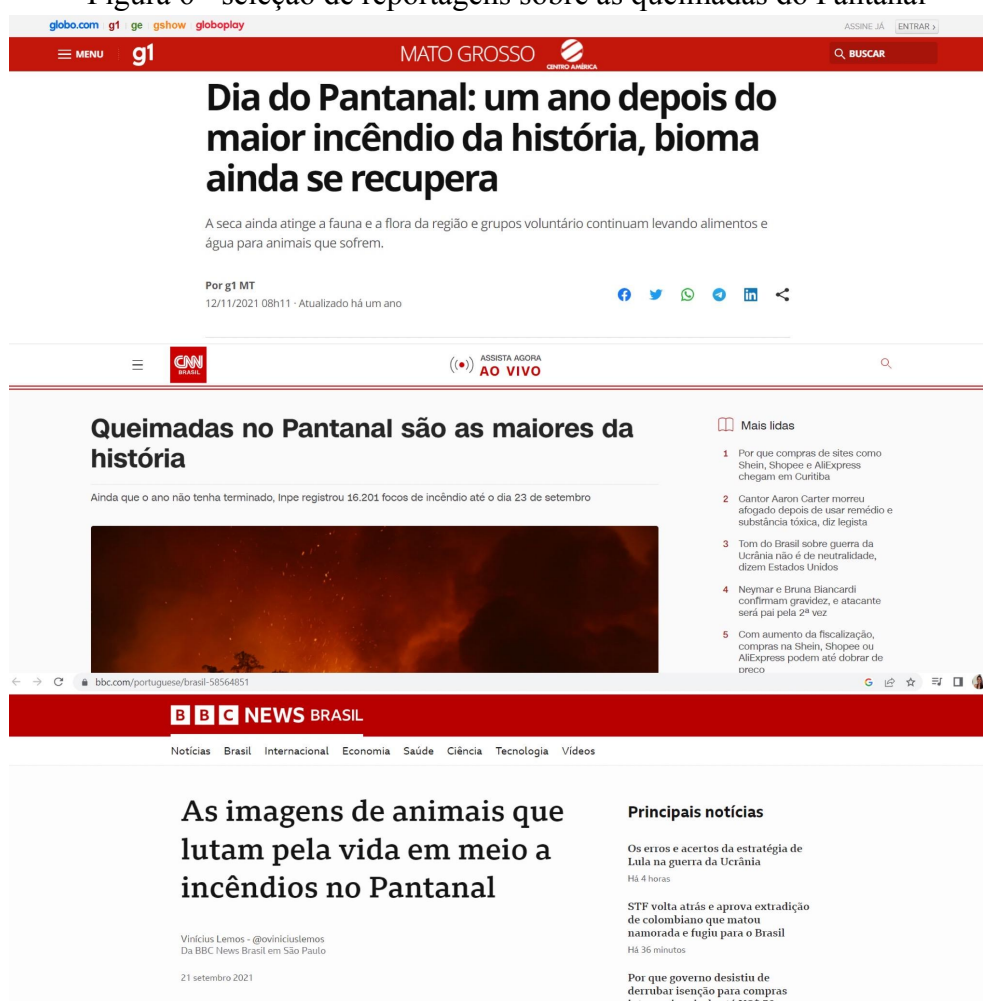 Figura 6 - seleção de reportagens sobre as queimadas do Pantanal
globo.com g1 ge gshow globoplay
ASSINE JÁ ENTRAR ›
MENU g1 MATO GROSSO CENTRO AMÉRICA BUSCAR
Dia do Pantanal: um ano depois do
maior incêndio da história, bioma
ainda se recupera
A seca ainda atinge a fauna e a flora da região e grupos voluntário continuam levando alimentos e
água para animais que sofrem.
Por g1 MT
12/11/2021 08h11 · Atualizado há um ano
CNN
BRASIL
ASSISTA AGORA
AO VIVO
Queimadas no Pantanal são as maiores da
história
Ainda que o ano não tenha terminado, Inpe registrou 16.201 focos de incêndio até o dia 23 de setembro
Mais lidas
1 Por que compras de sites como
Shein, Shopee e AliExpress
chegam em Curitiba
2 Cantor Aaron Carter morreu
afogado depois de usar remédio e
substância tóxica, diz legista
3 Tom do Brasil sobre guerra da
Ucrânia não é de neutralidade,
dizem Estados Unidos
4 Neymar e Bruna Biancardi
confirmam gravidez, e atacante
será pai pela 2ª vez
5 Com aumento da fiscalização,
compras na Shein, Shopee ou
AliExpress podem até dobrar de
preço
bbc.com/portuguese/brasil-58564851
BBC NEWS BRASIL
Notícias Brasil Internacional Economia Saúde Ciência Tecnologia Vídeos
As imagens de animais que
lutam pela vida em meio a
incêndios no Pantanal
Vinícius Lemos - @oviniciuslemos
Da BBC News Brasil em São Paulo
21 setembro 2021
Principais notícias
Os erros e acertos da estratégia de
Lula na guerra da Ucrânia
Há 4 horas
STF volta atrás e aprova extradição
de colombiano que matou
namorada e fugiu para o Brasil
Há 36 minutos
Por que governo desistiu de
derrubar isenção para compras